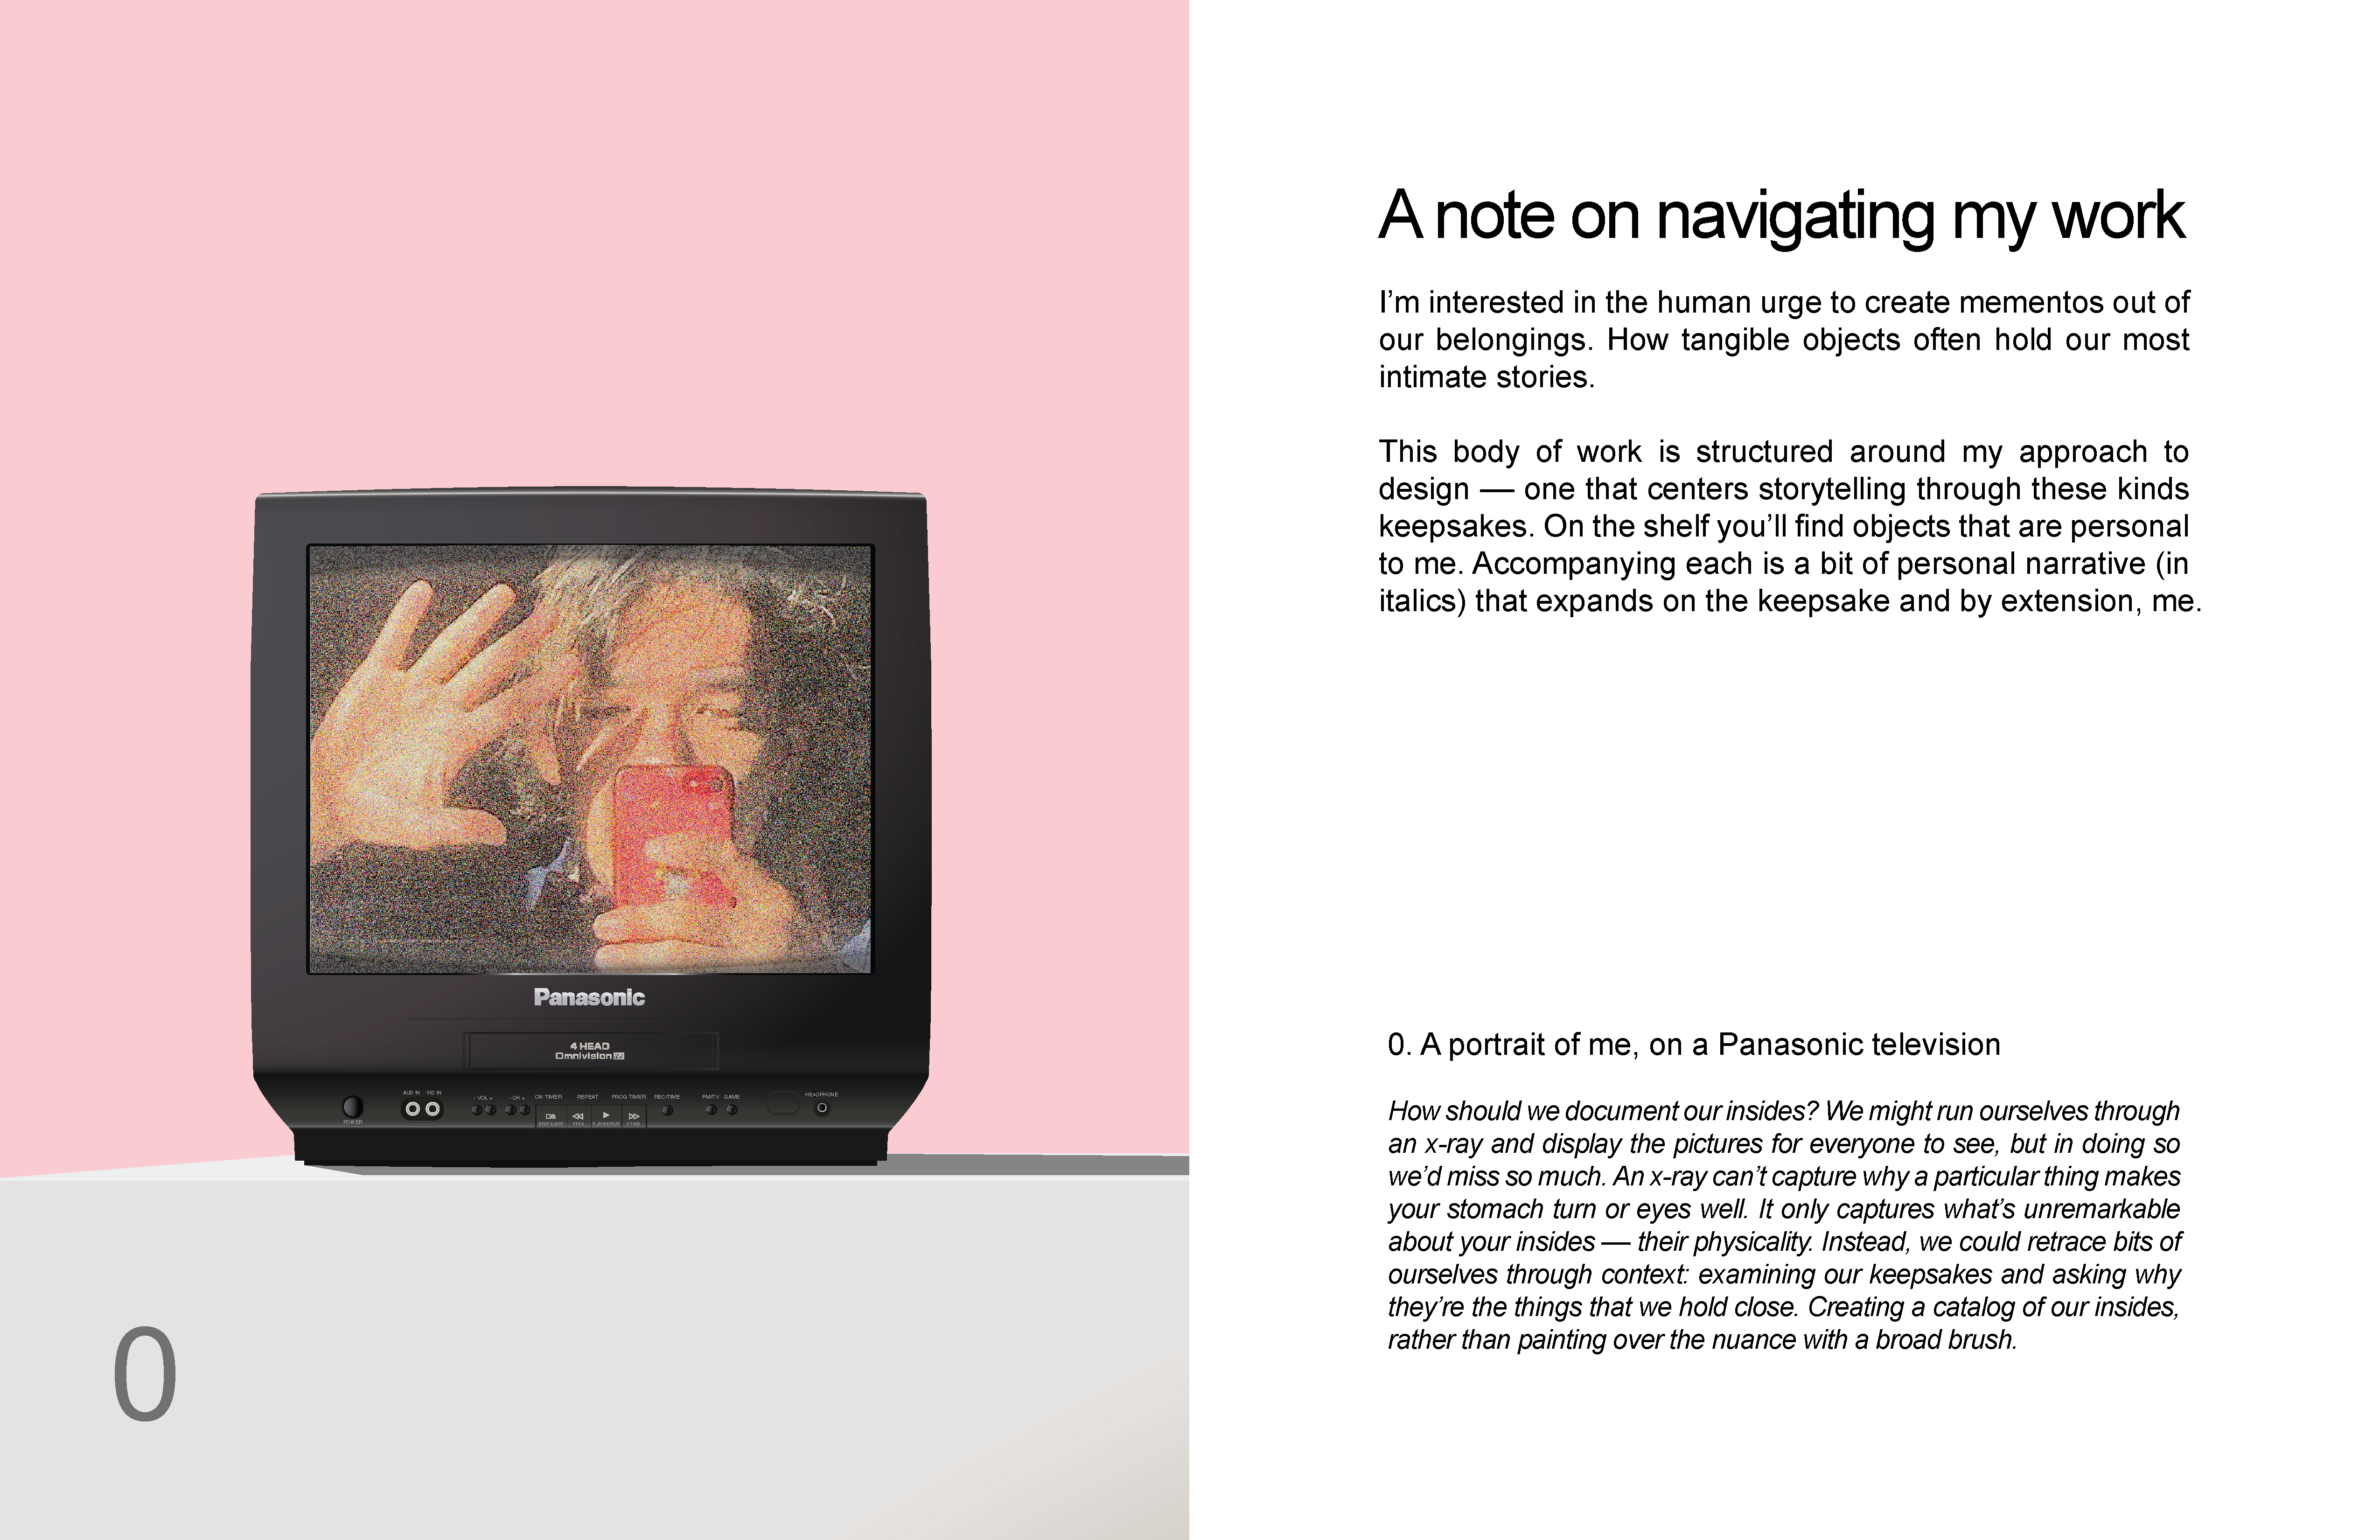 A note on navigating my work
I'm interested in the human urge to create mementos out of
our belongings. How tangible objects often hold our most
intimate stories.
This body of work is structured around my approach to
design — one that centers storytelling through these kinds
keepsakes. On the shelf you'll find objects that are personal
to me. Accompanying each is a bit of personal narrative (in
italics) that expands on the keepsake and by extension, me.
Panasonic
4 HEAD
Omnivision
AUD IN VID IN
- VOL + - CH + ON TIMER REPEAT PROG TIMER REC/TIME FM/TV GAME HEADPHONE
POWER
0
0. A portrait of me, on a Panasonic television
How should we document our insides? We might run ourselves through
an x-ray and display the pictures for everyone to see, but in doing so
we'd miss so much. An x-ray can't capture why a particular thing makes
your stomach turn or eyes well. It only captures what's unremarkable
about your insides — their physicality. Instead, we could retrace bits of
ourselves through context: examining our keepsakes and asking why
they're the things that we hold close. Creating a catalog of our insides,
rather than painting over the nuance with a broad brush.